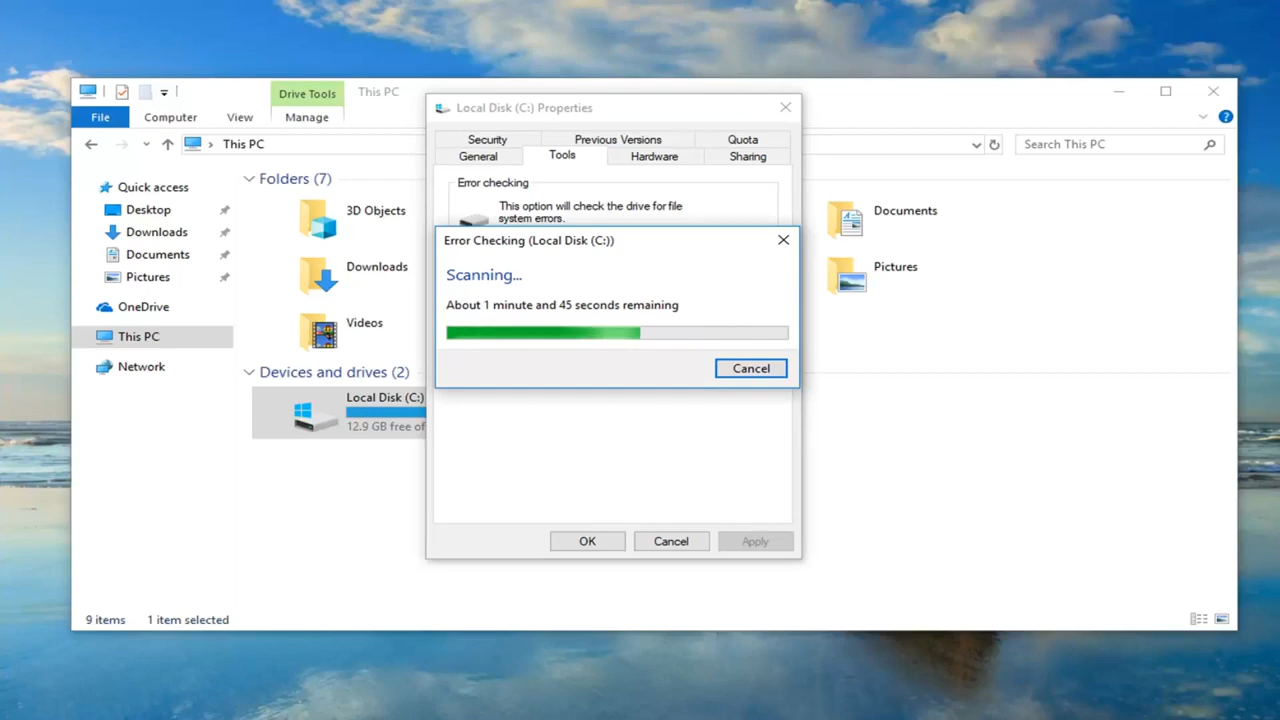 Drive Tools
This PC
File
Computer
View
Manage
This PC
Search This PC
Quick access
Desktop
Downloads
Documents
Pictures
OneDrive
This PC
Network
Folders (7)
3D Objects
Downloads
Videos
Documents
Pictures
Devices and drives (2)
Local Disk (C:)
12.9 GB free of
Local Disk (C:) Properties
Security
Previous Versions
Quota
General
Tools
Hardware
Sharing
Error checking
This option will check the drive for file
system errors.
Error Checking (Local Disk (C:))
Scanning...
About 1 minute and 45 seconds remaining
Cancel
OK
Cancel
Apply
9 items
1 item selected